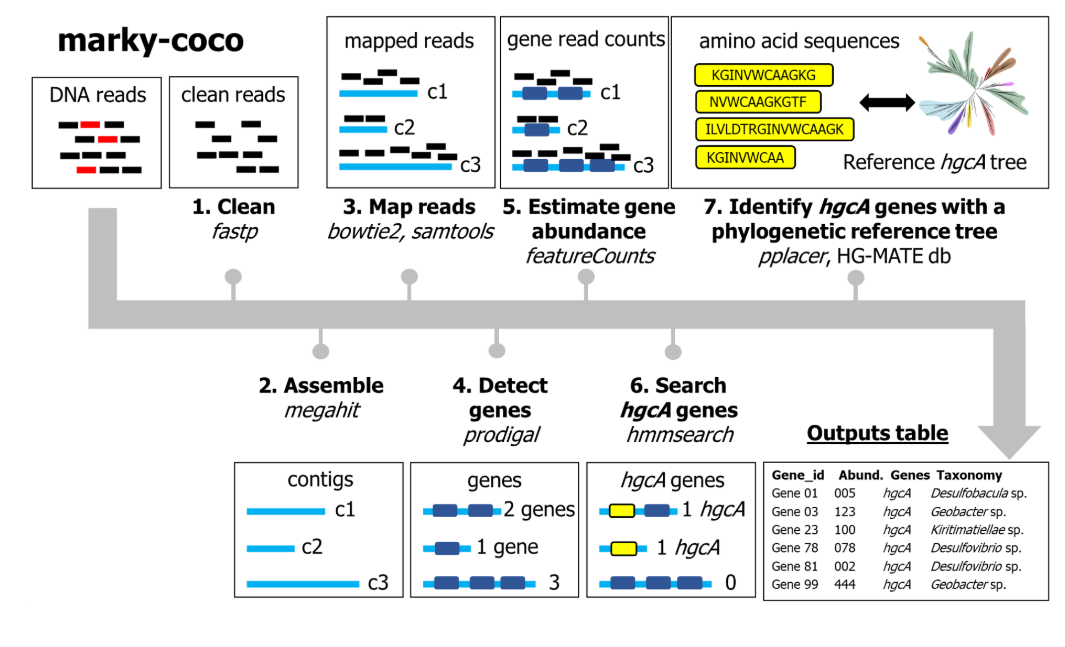 marky-coco
DNA reads
clean reads
1. Clean
fastp
mapped reads
c1
c2
c3
3. Map reads
bowtie2, samtools
gene read counts
c1
c2
c3
5. Estimate gene
abundance
featureCounts
amino acid sequences
KGINVWCAAGKG
NVWCAAGKGTF
ILVLDTRGINVWCAAGK
KGINVWCAA
Reference hgcA tree
7. Identify hgcA genes with a
phylogenetic reference tree
pplacer, HG-MATE db
2. Assemble
megahit
contigs
c1
c2
c3
4. Detect
genes
prodigal
genes
2 genes
1 gene
3
6. Search
hgcA genes
hmmsearch
hgcA genes
1 hgcA
1 hgcA
0
Outputs table
Gene_id Abund. Genes Taxonomy
Gene 01 005 hgcA Desulfobacula sp.
Gene 03 123 hgcA Geobacter sp.
Gene 23 100 hgcA Kiritimatiellae sp.
Gene 78 078 hgcA Desulfovibrio sp.
Gene 81 002 hgcA Desulfovibrio sp.
Gene 99 444 hgcA Geobacter sp.